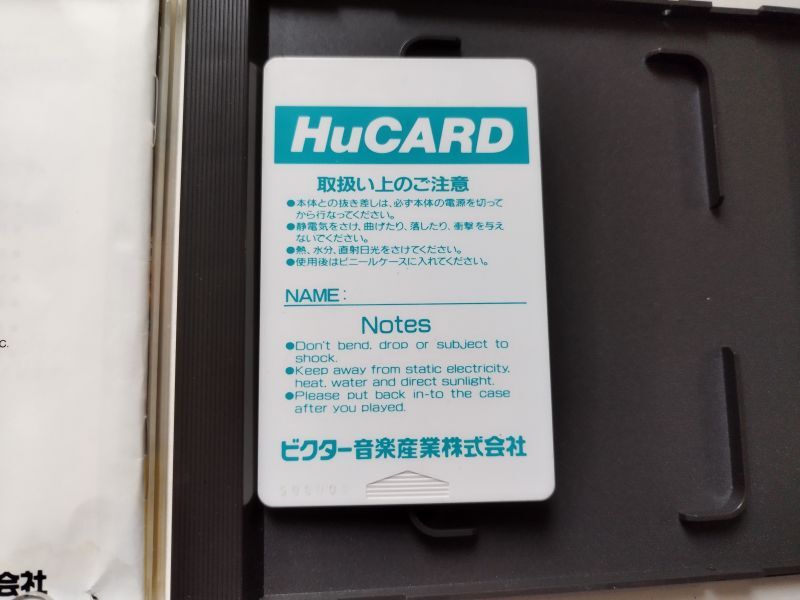 HuCARD
取扱い上のご注意
●本体との抜き差しは、必ず本体の電源を切って
から行なってください。
●静電気をさけ、曲げたり、落したり、衝撃を与え
ないでください。
●熱、水分、直射日光をさけてください。
●使用後はビニールケースに入れてください。
NAME:
Notes
●Don't bend, drop or subject to
shock.
●Keep away from static electricity,
heat, water and direct sunlight.
●Please put back in-to the case
after you played.
ビクター音楽産業株式会社
c.
会社